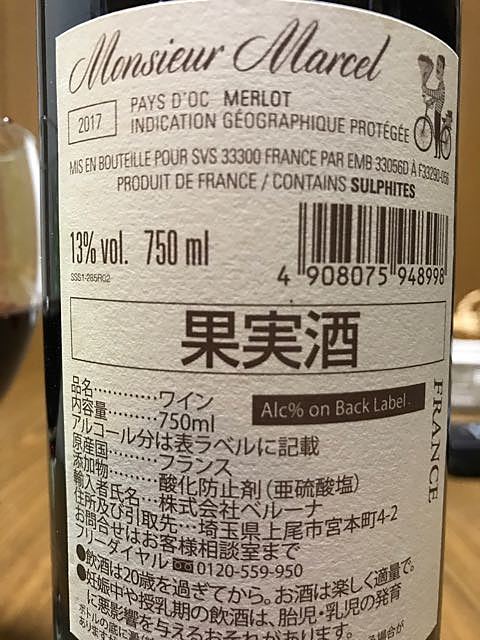 Monsieur Marcel
2017
PAYS D'OC MERLOT
INDICATION GÉOGRAPHIQUE PROTÉGÉE
MIS EN BOUTEILLE POUR SVS 33300 FRANCE PAR EMB 33056D À F33290-056
PRODUIT DE FRANCE / CONTAINS SULPHITES
13% vol. 750 ml
SSS1-265R02
4 908075 948998
果実酒
Alc% on Back Label
FRANCE
品名…………ワイン
内容量………750ml
アルコール分は表ラベルに記載
原産国………フランス
添加物………酸化防止剤(亜硫酸塩)
輸入者氏名…株式会社ベルーナ
住所及び引取先…埼玉県上尾市宮本町4-2
お問合せはお客様相談室まで
フリーダイヤル 0120-559-950
●飲酒は20歳を過ぎてから。お酒は楽しく適量で。
●妊娠中や授乳期の飲酒は、胎児・乳児の発育
に悪影響を与えるおそれがあります。